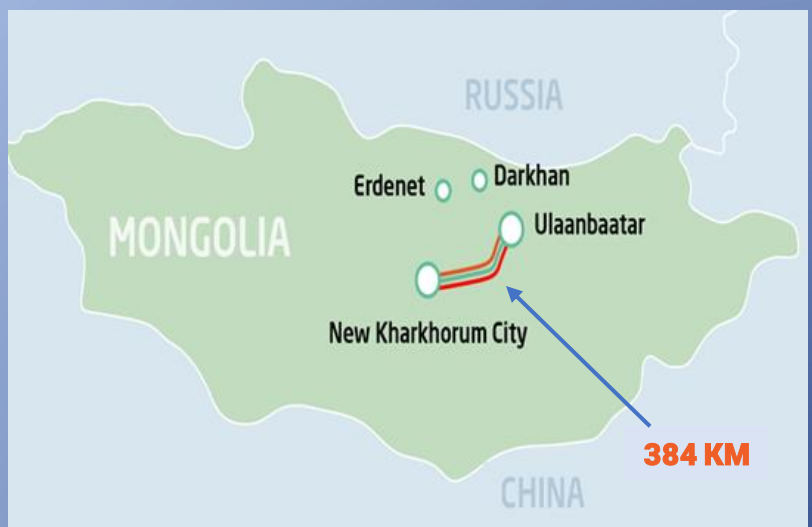 RUSSIA
Erdenet
Darkhan
Ulaanbaatar
MONGOLIA
New Kharkhorum City
384 KM
CHINA